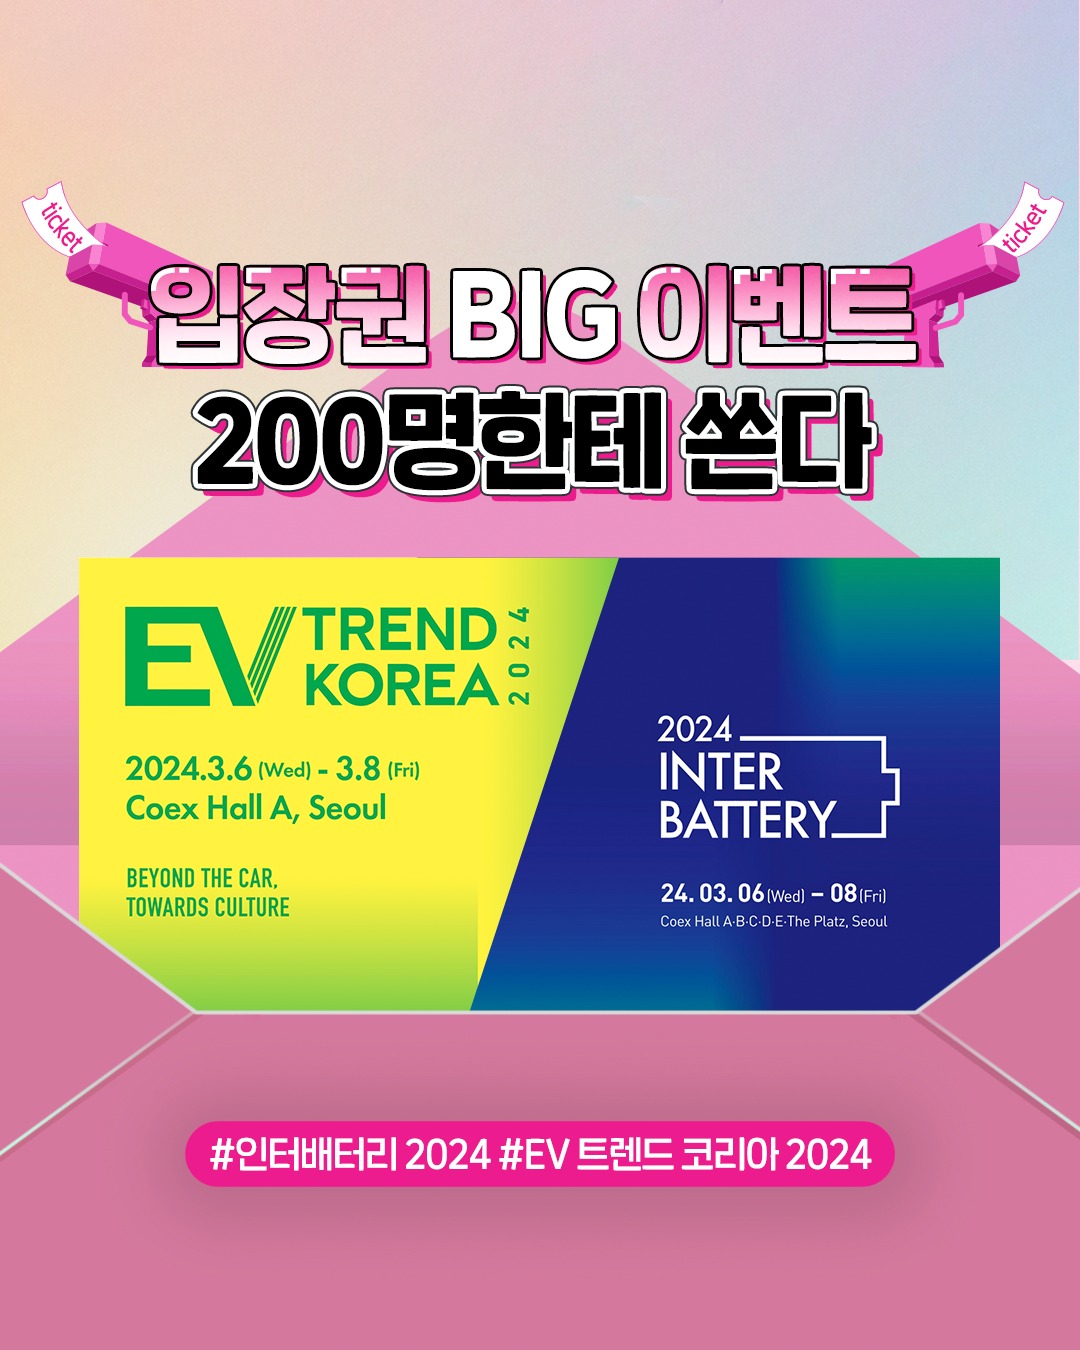 ticket
ticket
입장권 BIG 이벤트
200명한테 쏜다
EV TREND
KOREA
2024
2024.3.6 (Wed) - 3.8 (Fri)
Coex Hall A, Seoul
BEYOND THE CAR,
TOWARDS CULTURE
2024
INTER
BATTERY
24. 03. 06(Wed) – 08(Fri)
Coex Hall A·B·C·D·E·The Platz, Seoul
#인터배터리 2024 #EV 트렌드 코리아 2024